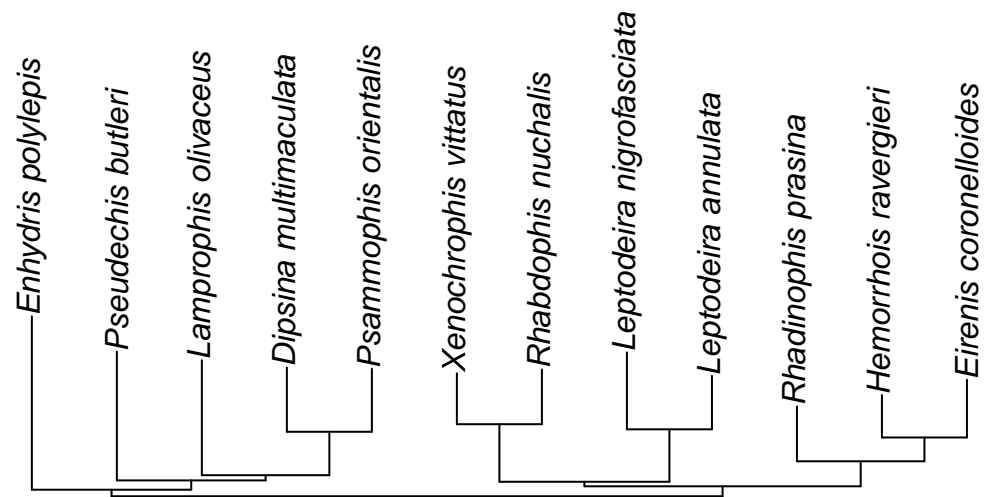 Enhydris polylepis
Pseudechis butleri
Lamprophis olivaceus
Dipsina multimaculata
Psammophis orientalis
Xenochrophis vittatus
Rhabdophis nuchalis
Leptodeira nigrofasciata
Leptodeira annulata
Rhadinophis prasina
Hemorrhois ravergieri
Eirenis coronelloides